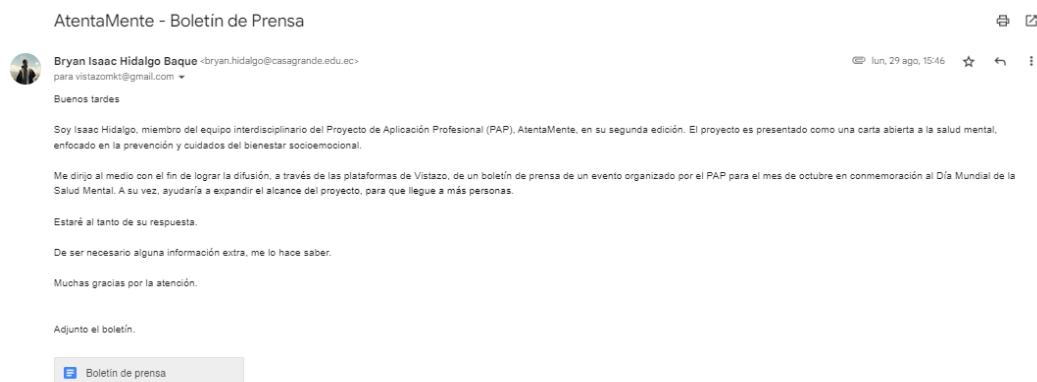 AtentaMente - Boletín de Prensa
Bryan Isaac Hidalgo Baque <bryan.hidalgo@casagrande.edu.ec>
lun, 29 ago, 15:46
para vistazomkt@gmail.com
Buenos tardes
Soy Isaac Hidalgo, miembro del equipo interdisciplinario del Proyecto de Aplicación Profesional (PAP), AtentaMente, en su segunda edición. El proyecto es presentado como una carta abierta a la salud mental,
enfocado en la prevención y cuidados del bienestar socioemocional.
Me dirijo al medio con el fin de lograr la difusión, a través de las plataformas de Vistazo, de un boletín de prensa de un evento organizado por el PAP para el mes de octubre en conmemoración al Día Mundial de la
Salud Mental. A su vez, ayudaría a expandir el alcance del proyecto, para que llegue a más personas.
Estaré al tanto de su respuesta.
De ser necesario alguna información extra, me lo hace saber.
Muchas gracias por la atención.
Adjunto el boletín.
Boletín de prensa